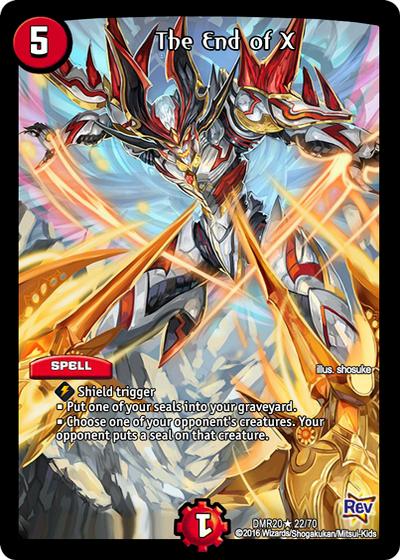 5
The End of X
SPELL
illus. shosuke
Shield trigger
▪ Put one of your seals into your graveyard.
▪ Choose one of your opponent's creatures. Your
opponent puts a seal on that creature.
1
Rev
DMR20★ 22/70
©2016 Wizards/Shogakukan/Mitsui-Kids